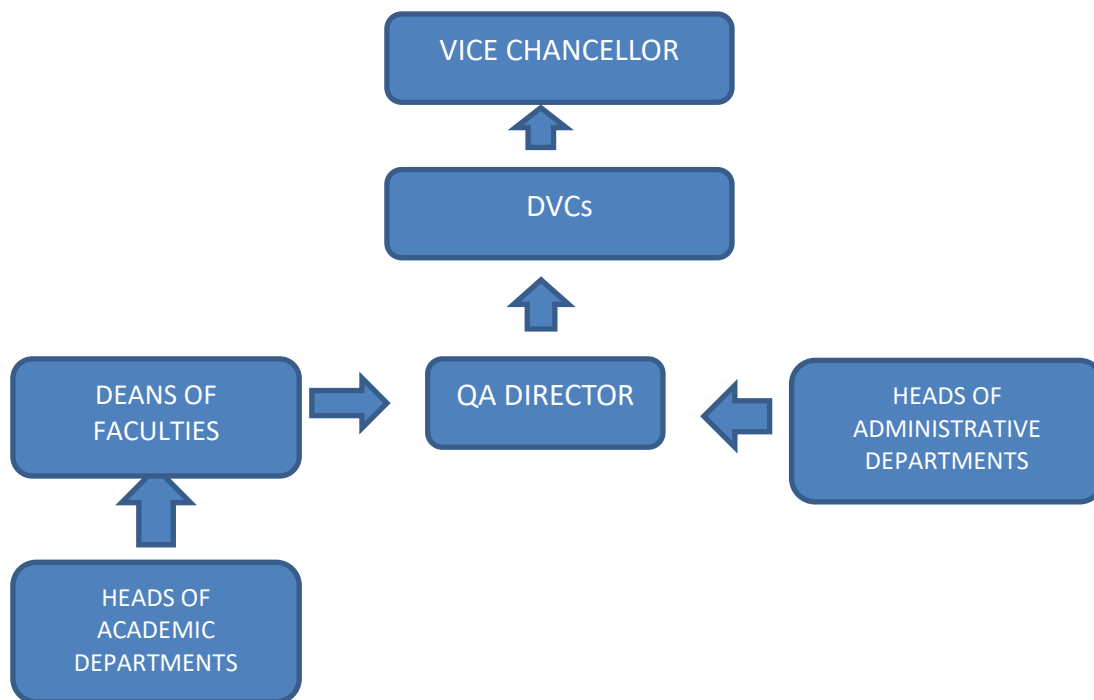 VICE CHANCELLOR
DVCs
DEANS OF
FACULTIES
QA DIRECTOR
HEADS OF
ADMINISTRATIVE
DEPARTMENTS
HEADS OF
ACADEMIC
DEPARTMENTS